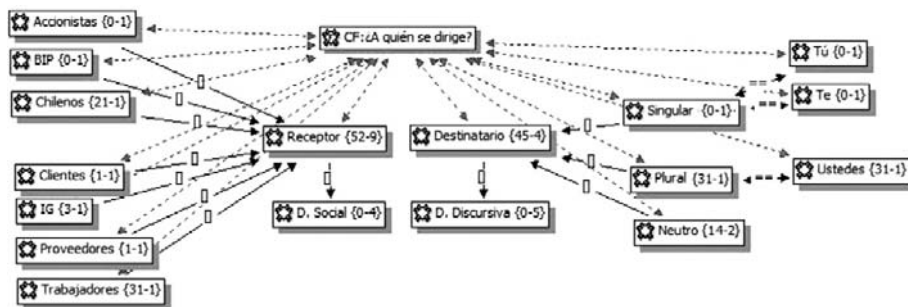 Accionistas {0-1}
CF:¿A quién se dirige?
BIP {0-1}
Tú {0-1}
Chilenos {21-1}
Te {0-1}
Singular {0-1}
Receptor {52-9}
Destinatario {45-4}
Clientes {1-1}
Plural {31-1}
Ustedes {31-1}
IG {3-1}
D. Social {0-4}
D. Discursiva {0-5}
Neutro {14-2}
Proveedores {1-1}
Trabajadores {31-1}